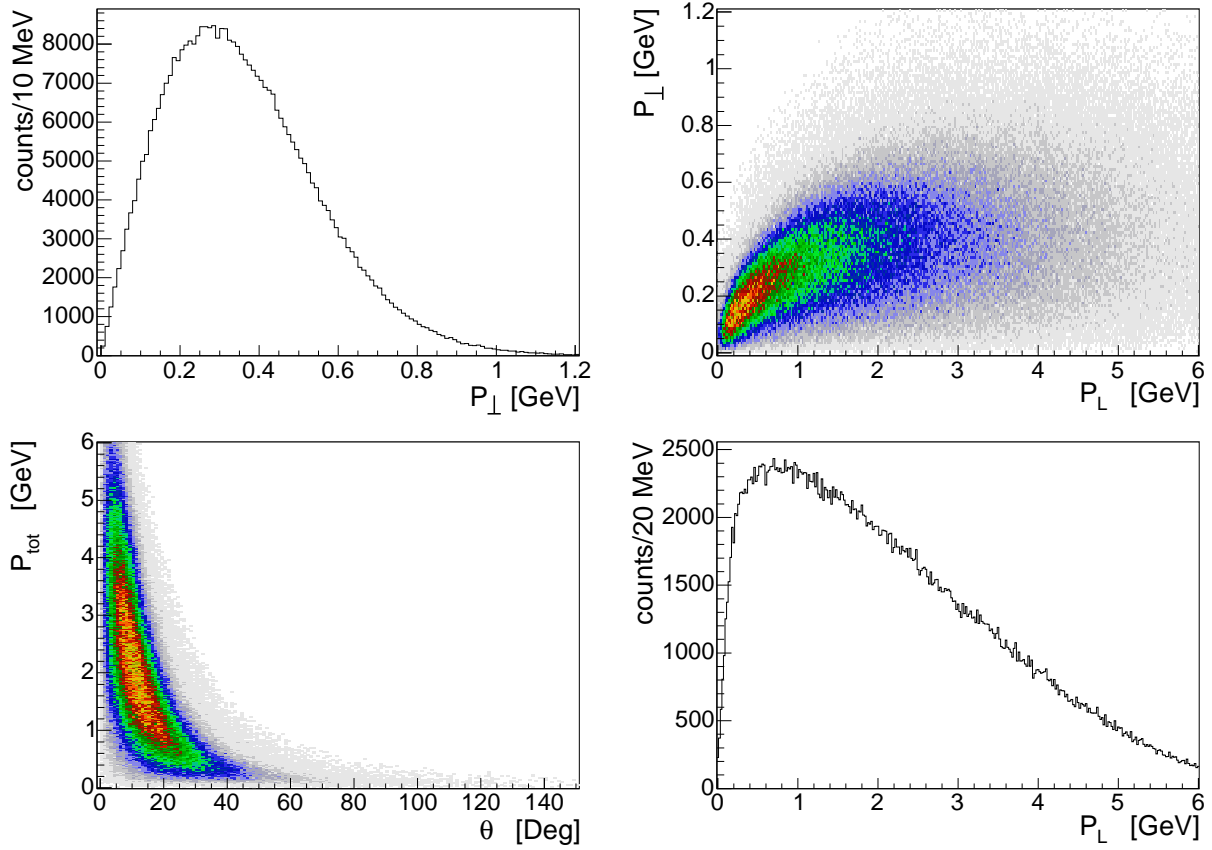 counts/10 MeV
8000
7000
6000
5000
4000
3000
2000
1000
0
0 0.2 0.4 0.6 0.8 1 1.2
P⊥ [GeV]
P⊥ [GeV]
1.2
1
0.8
0.6
0.4
0.2
0
0 1 2 3 4 5 6
P_L [GeV]
P_tot [GeV]
6
5
4
3
2
1
0
0 20 40 60 80 100 120 140
θ [Deg]
counts/20 MeV
2500
2000
1500
1000
500
0
0 1 2 3 4 5 6
P_L [GeV]